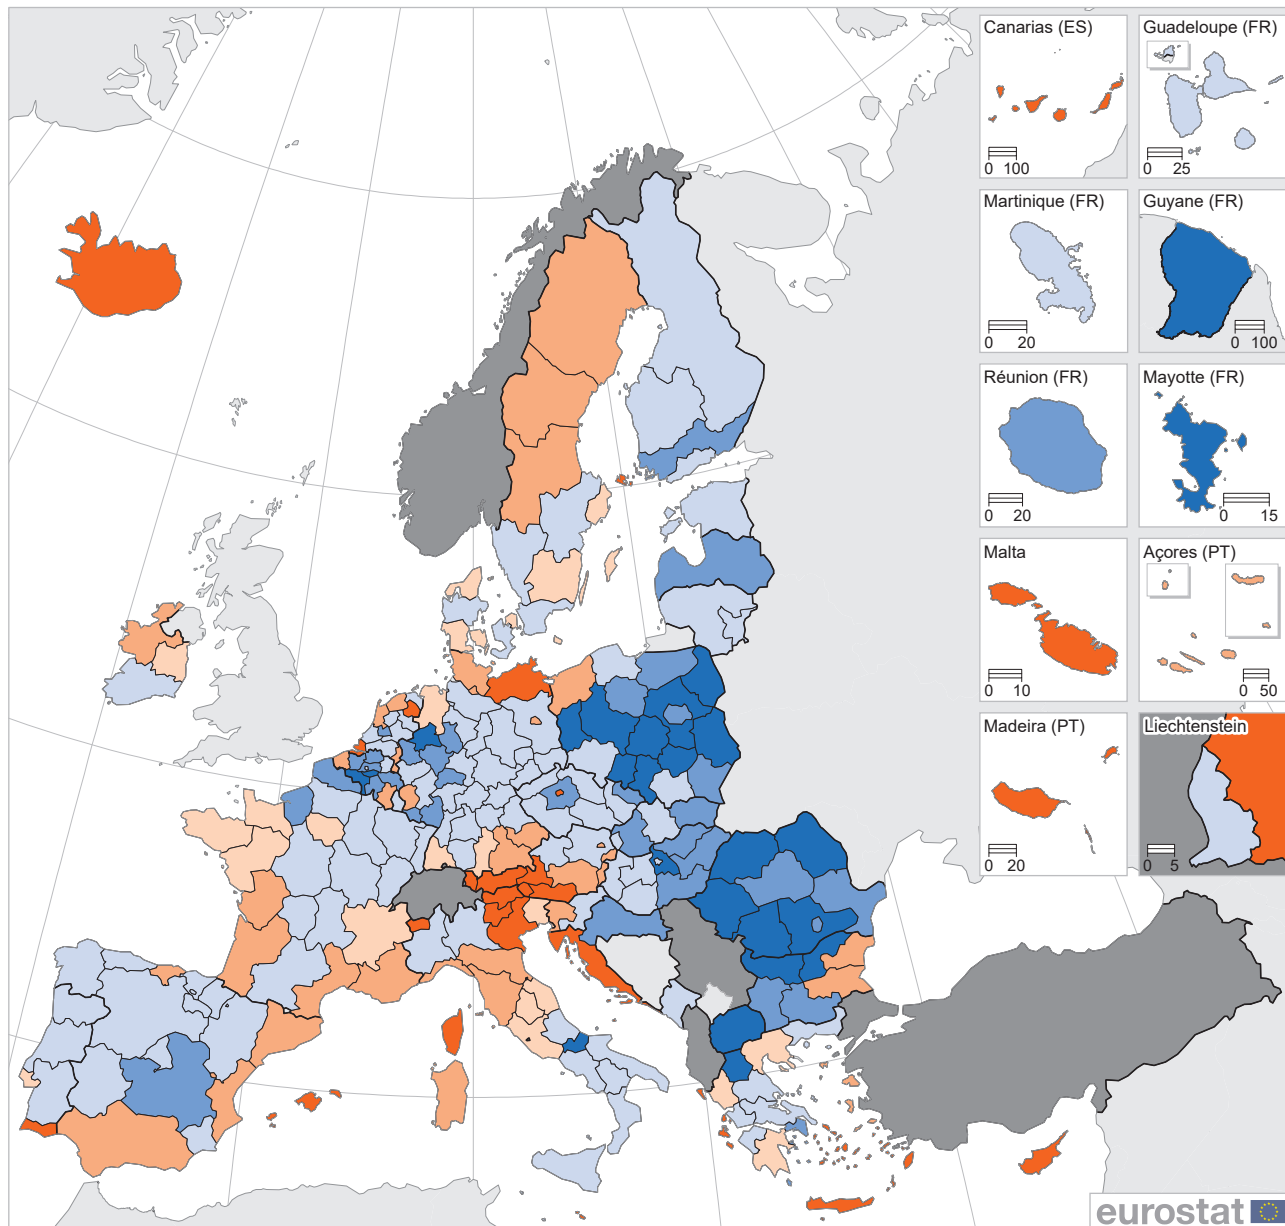 Canarias (ES)
0 100
Guadeloupe (FR)
0 25
Martinique (FR)
0 20
Guyane (FR)
0 100
Réunion (FR)
0 20
Mayotte (FR)
0 15
Malta
0 10
Açores (PT)
0 50
Madeira (PT)
0 20
Liechtenstein
0 5
eurostat